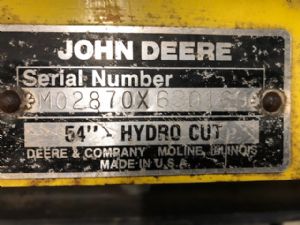 JOHN DEERE
Serial Number
54" - HYDRO CUT
DEERE & COMPANY MOLINE, ILLINOIS
MADE IN U.S.A.